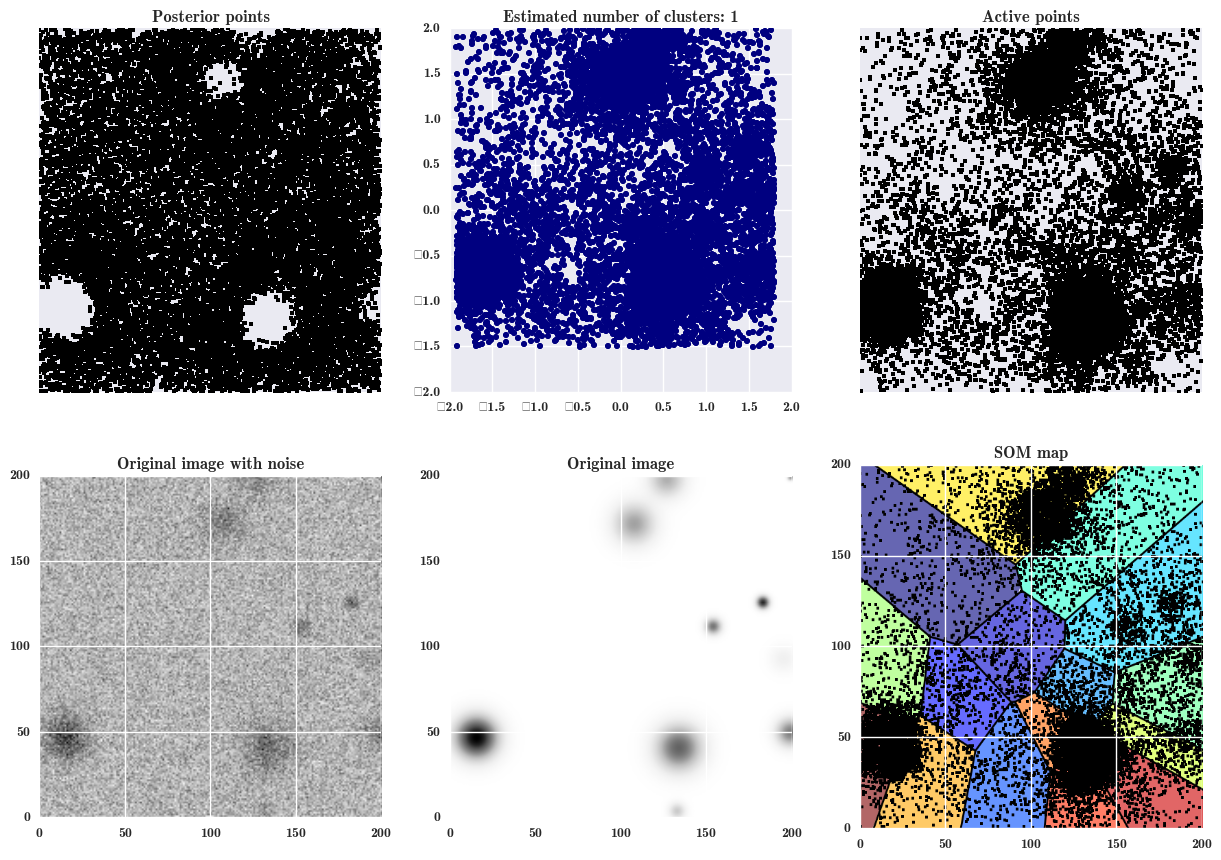 Posterior points
Estimated number of clusters: 1
Active points
2.0
1.5
1.0
0.5
0.0
□0.5
□1.0
□1.5
□2.0
□2.0 □1.5 □1.0 □0.5 0.0 0.5 1.0 1.5 2.0
Original image with noise
Original image
SOM map
200
150
100
50
0
0 50 100 150 200
200
150
100
50
0
0 50 100 150 200
200
150
100
50
0
0 50 100 150 200